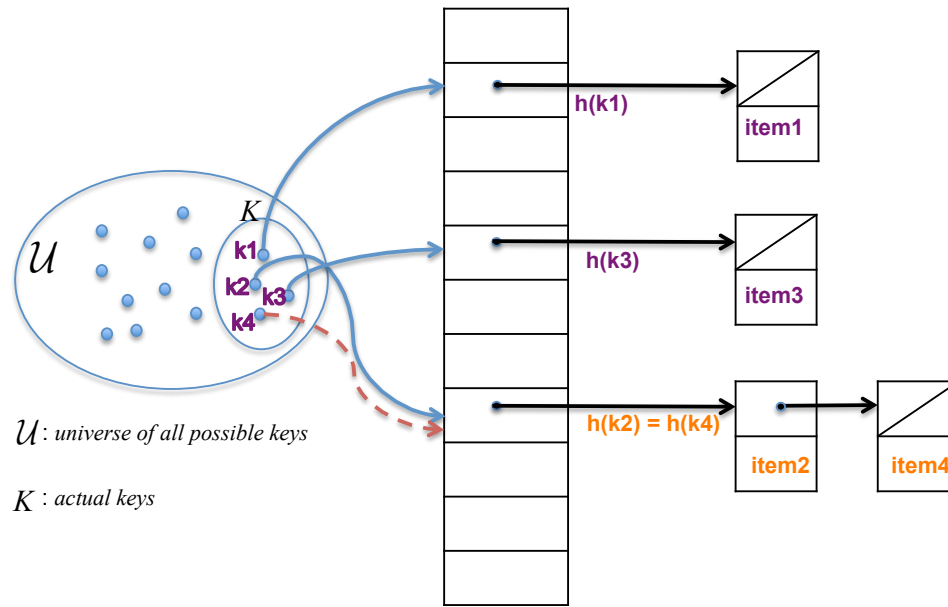 h(k1)
item1
K
U
k1
k2
k3
k4
h(k3)
item3
h(k2) = h(k4)
item2
item4
U : universe of all possible keys
K : actual keys